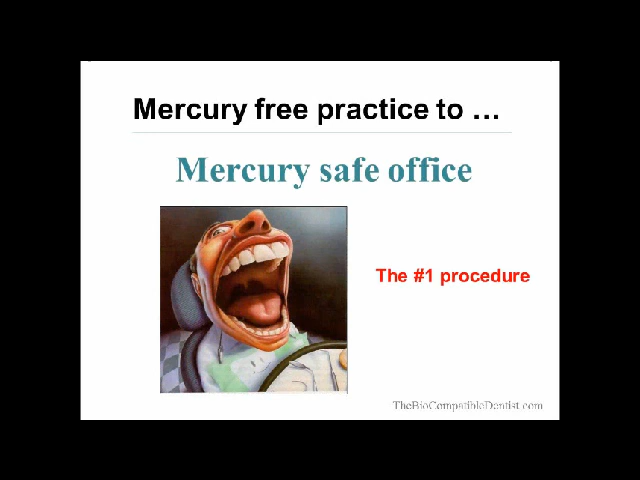 Mercury free practice to ...
Mercury safe office
The #1 procedure
TheBioCompatibleDentist.com